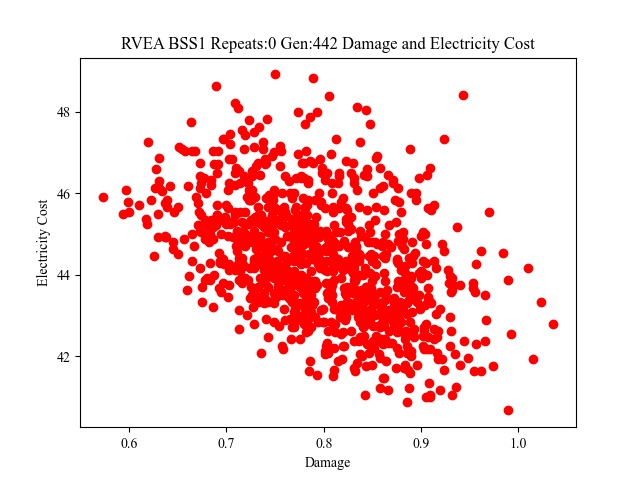 RVEA BSS1 Repeats:0 Gen:442 Damage and Electricity Cost
48
46
44
42
Electricity Cost
0.6 0.7 0.8 0.9 1.0
Damage